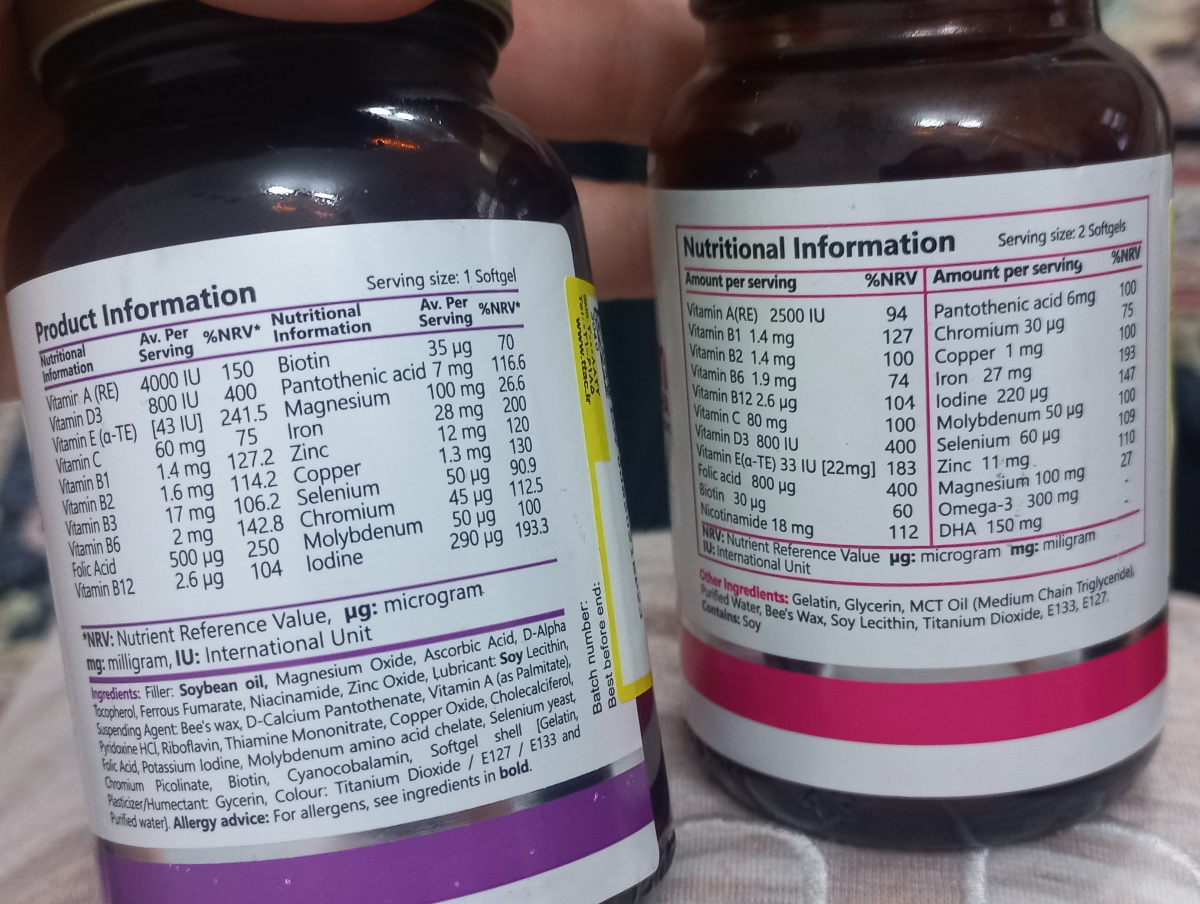 Product Information
Serving size: 1 Softgel
Nutritional Information Av. Per Serving %NRV* Nutritional Information Av. Per Serving %NRV*
Vitamin A (RE) 4000 IU 150 Biotin 35 µg 70
Vitamin D3 800 IU 400 Pantothenic acid 7 mg 116.6
Vitamin E (α-TE) [43 IU] 241.5 Magnesium 100 mg 26.6
Vitamin C 60 mg 75 Iron 28 mg 200
Vitamin B1 1.4 mg 127.2 Zinc 12 mg 120
Vitamin B2 1.6 mg 114.2 Copper 1.3 mg 130
Vitamin B3 17 mg 106.2 Selenium 50 µg 90.9
Vitamin B6 2 mg 142.8 Chromium 45 µg 112.5
Folic Acid 500 µg 250 Molybdenum 50 µg 100
Vitamin B12 2.6 µg 104 Iodine 290 µg 193.3
*NRV: Nutrient Reference Value, µg: microgram
mg: milligram, IU: International Unit
Ingredients: Filler: Soybean oil, Magnesium Oxide, Ascorbic Acid, D-Alpha
Tocopherol, Ferrous Fumarate, Niacinamide, Zinc Oxide, Lubricant: Soy Lecithin,
Suspending Agent: Bee's wax, D-Calcium Pantothenate, Vitamin A (as Palmitate),
Pyridoxine HCl, Riboflavin, Thiamine Mononitrate, Copper Oxide, Cholecalciferol,
Folic Acid, Potassium Iodine, Molybdenum amino acid chelate, Selenium yeast,
Chromium Picolinate, Biotin, Cyanocobalamin, Softgel shell [Gelatin,
Plasticizer/Humectant: Gycerin, Colour: Titanium Dioxide / E127 / E133 and
Purified water]. Allergy advice: For allergens, see ingredients in bold.
Batch number:
Best before end:
Nutritional Information
Serving size: 2 Softgels
Amount per serving %NRV Amount per serving %NRV
Vitamin A(RE) 2500 IU 94 Pantothenic acid 6mg 100
Vitamin B1 1.4 mg 127 Chromium 30 µg 75
Vitamin B2 1.4 mg 100 Copper 1 mg 100
Vitamin B6 1.9 mg 74 Iron 27 mg 193
Vitamin B12 2.6 µg 104 Iodine 220 µg 147
Vitamin C 80 mg 100 Molybdenum 50 µg 100
Vitamin D3 800 IU 400 Selenium 60 µg 109
Vitamin E(α-TE) 33 IU [22mg] 183 Zinc 11 mg 110
Folic acid 800 µg 400 Magnesium 100 mg 27
Biotin 30 µg 60 Omega-3 300 mg -
Nicotinamide 18 mg 112 DHA 150 mg -
NRV: Nutrient Reference Value µg: microgram mg: miligram
IU: International Unit
Other Ingredients: Gelatin, Glycerin, MCT Oil (Medium Chain Triglyceride),
Purified Water, Bee's Wax, Soy Lecithin, Titanium Dioxide, E133, E127.
Contains: Soy